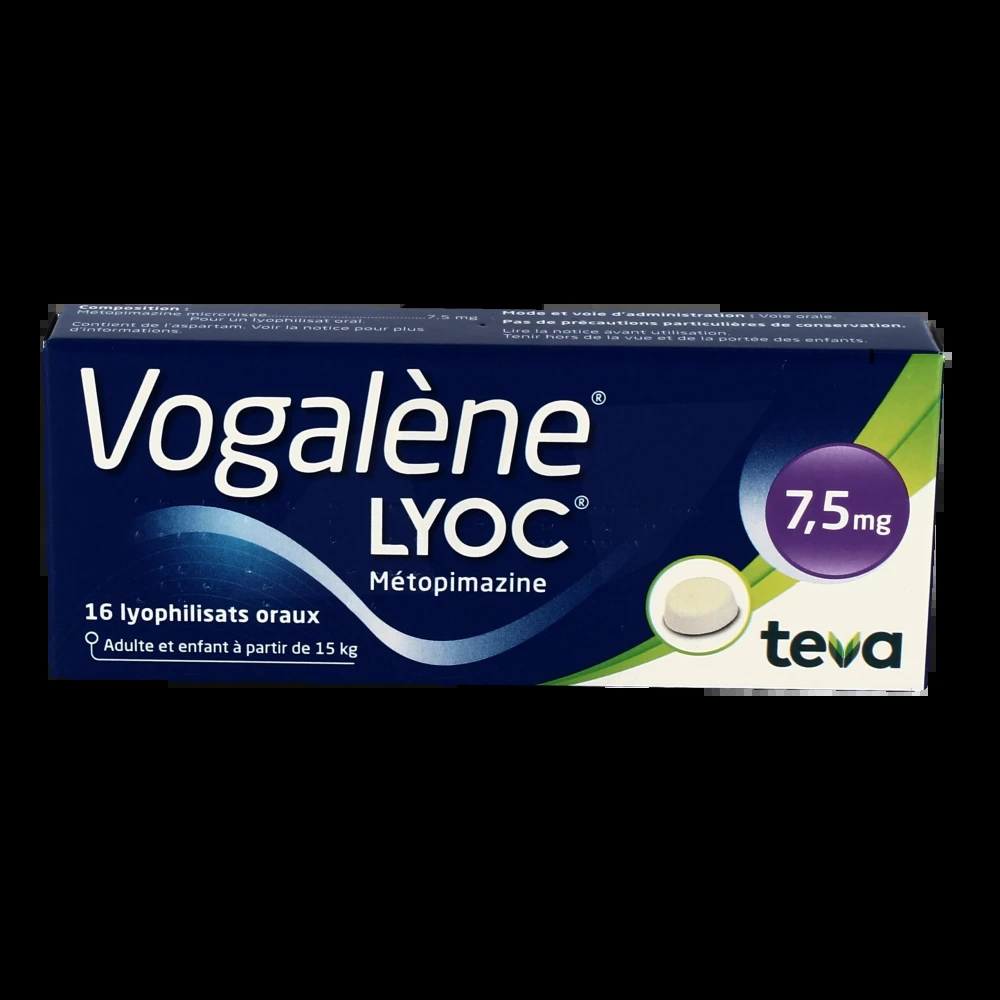 Composition :
Métopimazine micronisée..............................7,5 mg
Pour un lyophilisat oral
Contient de l'aspartam. Voir la notice pour plus
d'informations.
Mode et voie d'administration : Voie orale.
Pas de précautions particulières de conservation.
Lire la notice avant utilisation.
Tenir hors de la vue et de la portée des enfants.
Vogalène®
LYOC®
Métopimazine
7,5 mg
16 lyophilisats oraux
Adulte et enfant à partir de 15 kg
teva